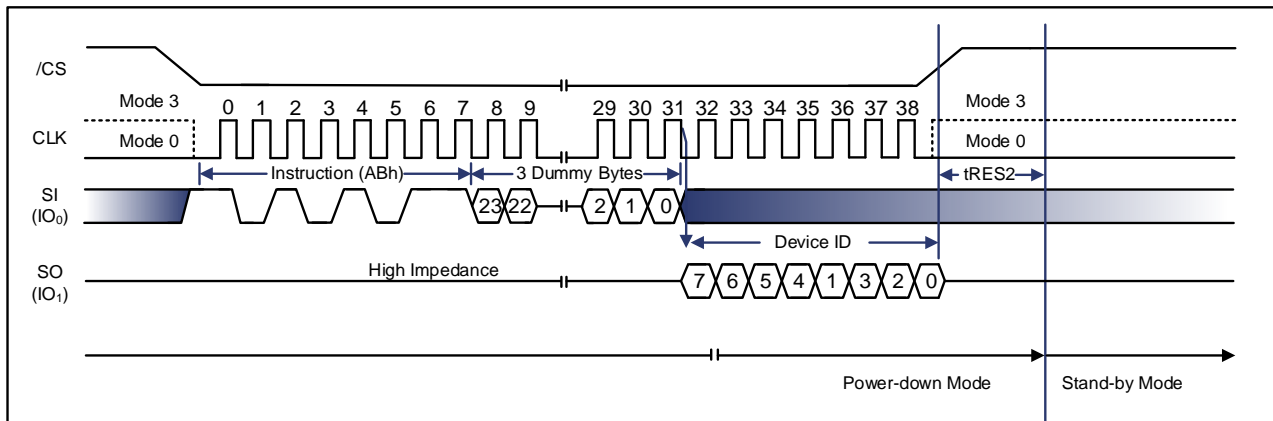 /CS
Mode 3 0 1 2 3 4 5 6 7 8 9 29 30 31 32 33 34 35 36 37 38 Mode 3
CLK Mode 0 Mode 0
Instruction (ABh) 3 Dummy Bytes tRES2
SI
(IO₀) 23 22 2 1 0
Device ID
SO High Impedance
(IO₁) 7 6 5 4 1 3 2 0
Power-down Mode Stand-by Mode